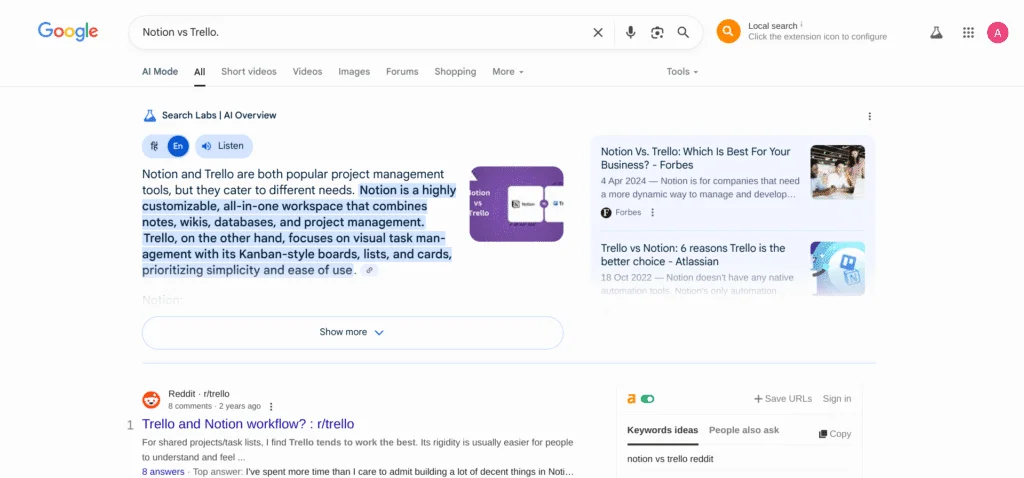 Google
Notion vs Trello.
Local search i
Click the extension icon to configure
A
AI Mode
All
Short videos
Videos
Images
Forums
Shopping
More
Tools
Search Labs | AI Overview
हि
En
Listen
Notion and Trello are both popular project management
tools, but they cater to different needs. Notion is a highly
customizable, all-in-one workspace that combines
notes, wikis, databases, and project management.
Trello, on the other hand, focuses on visual task man-
agement with its Kanban-style boards, lists, and cards,
prioritizing simplicity and ease of use.
Notion:
Show more
Notion
vs
Trello
Notion
Notion Vs. Trello: Which Is Best For Your
Business? - Forbes
4 Apr 2024 — Notion is for companies that need
a more dynamic way to manage and develop...
F
Forbes
Trello vs Notion: 6 reasons Trello is the
better choice - Atlassian
18 Oct 2022 — Notion doesn't have any native
automation tools. Notion's only automation...
Reddit · r/trello
8 comments · 2 years ago
1
Trello and Notion workflow? : r/trello
For shared projects/task lists, I find Trello tends to work the best. Its rigidity is usually easier for people
to understand and feel ...
8 answers · Top answer: I've spent more time than I care to admit building a lot of decent things in Noti...
a
+ Save URLs
Sign in
Keywords ideas
People also ask
Copy
notion vs trello reddit